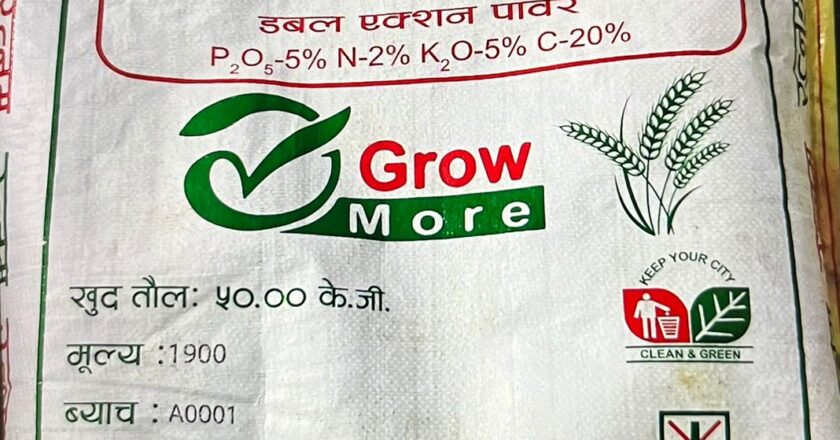 डबल एक्शन पावर
P₂O₅-5% N-2% K₂O-5% C-20%
Grow
More
KEEP YOUR CITY
CLEAN & GREEN
खुद तौल: ५०.०० के.जी.
मूल्य :1900
ब्याच : A0001